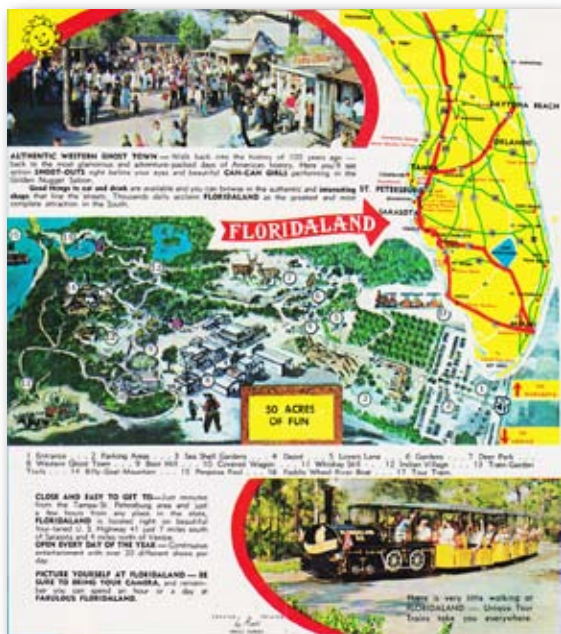 DAYTONA BEACH
ORLANDO
TAMPA
ST. PETERSBURG
SARASOTA
AUTHENTIC WESTERN GHOST TOWN — Walk back into the history of 100 years ago —
back to the most glamorous and adventure-packed days of American history. Here you'll see
action SHOOT-OUTS right before your eyes and beautiful CAN-CAN GIRLS performing in the
Golden Nugget Saloon.
Good things to eat and drink are available and you can browse in the authentic and interesting
shops that line the streets. Thousands daily acclaim FLORIDALAND as the greatest and most
complete attraction in the South.
FLORIDALAND
50 ACRES
OF FUN
TO
SARASOTA
41
TO
VENICE
1 Entrance . . 2 Parking Areas . . 3 Sea Shell Gardens . . 4 Depot . . 5 Lovers Lane . . 6 Gardens . . 7 Deer Park . .
8 Western Ghost Town . . 9 Boot Hill . . 10 Covered Wagon . . 11 Whiskey Still . . 12 Indian Village . . 13 Train-Garden
Trails . . 14 Billy-Goat Mountain . . 15 Porpoise Pool . . 16 Paddle Wheel River Boat . . 17 Tour Train.
CLOSE AND EASY TO GET TO—Just minutes
from the Tampa-St. Petersburg area and just
a few hours from any place in the state,
FLORIDALAND is located right on beautiful
four-laned U. S. Highway 41 just 7 miles south
of Sarasota and 4 miles north of Venice.
OPEN EVERY DAY OF THE YEAR — Continuous
entertainment with over 20 different shows per
day.
PICTURE YOURSELF AT FLORIDALAND — BE
SURE TO BRING YOUR CAMERA, and remem-
ber you can spend an hour or a day at
FABULOUS FLORIDALAND.
There is very little walking at
FLORIDALAND — Unique Tour
Trains take you everywhere.